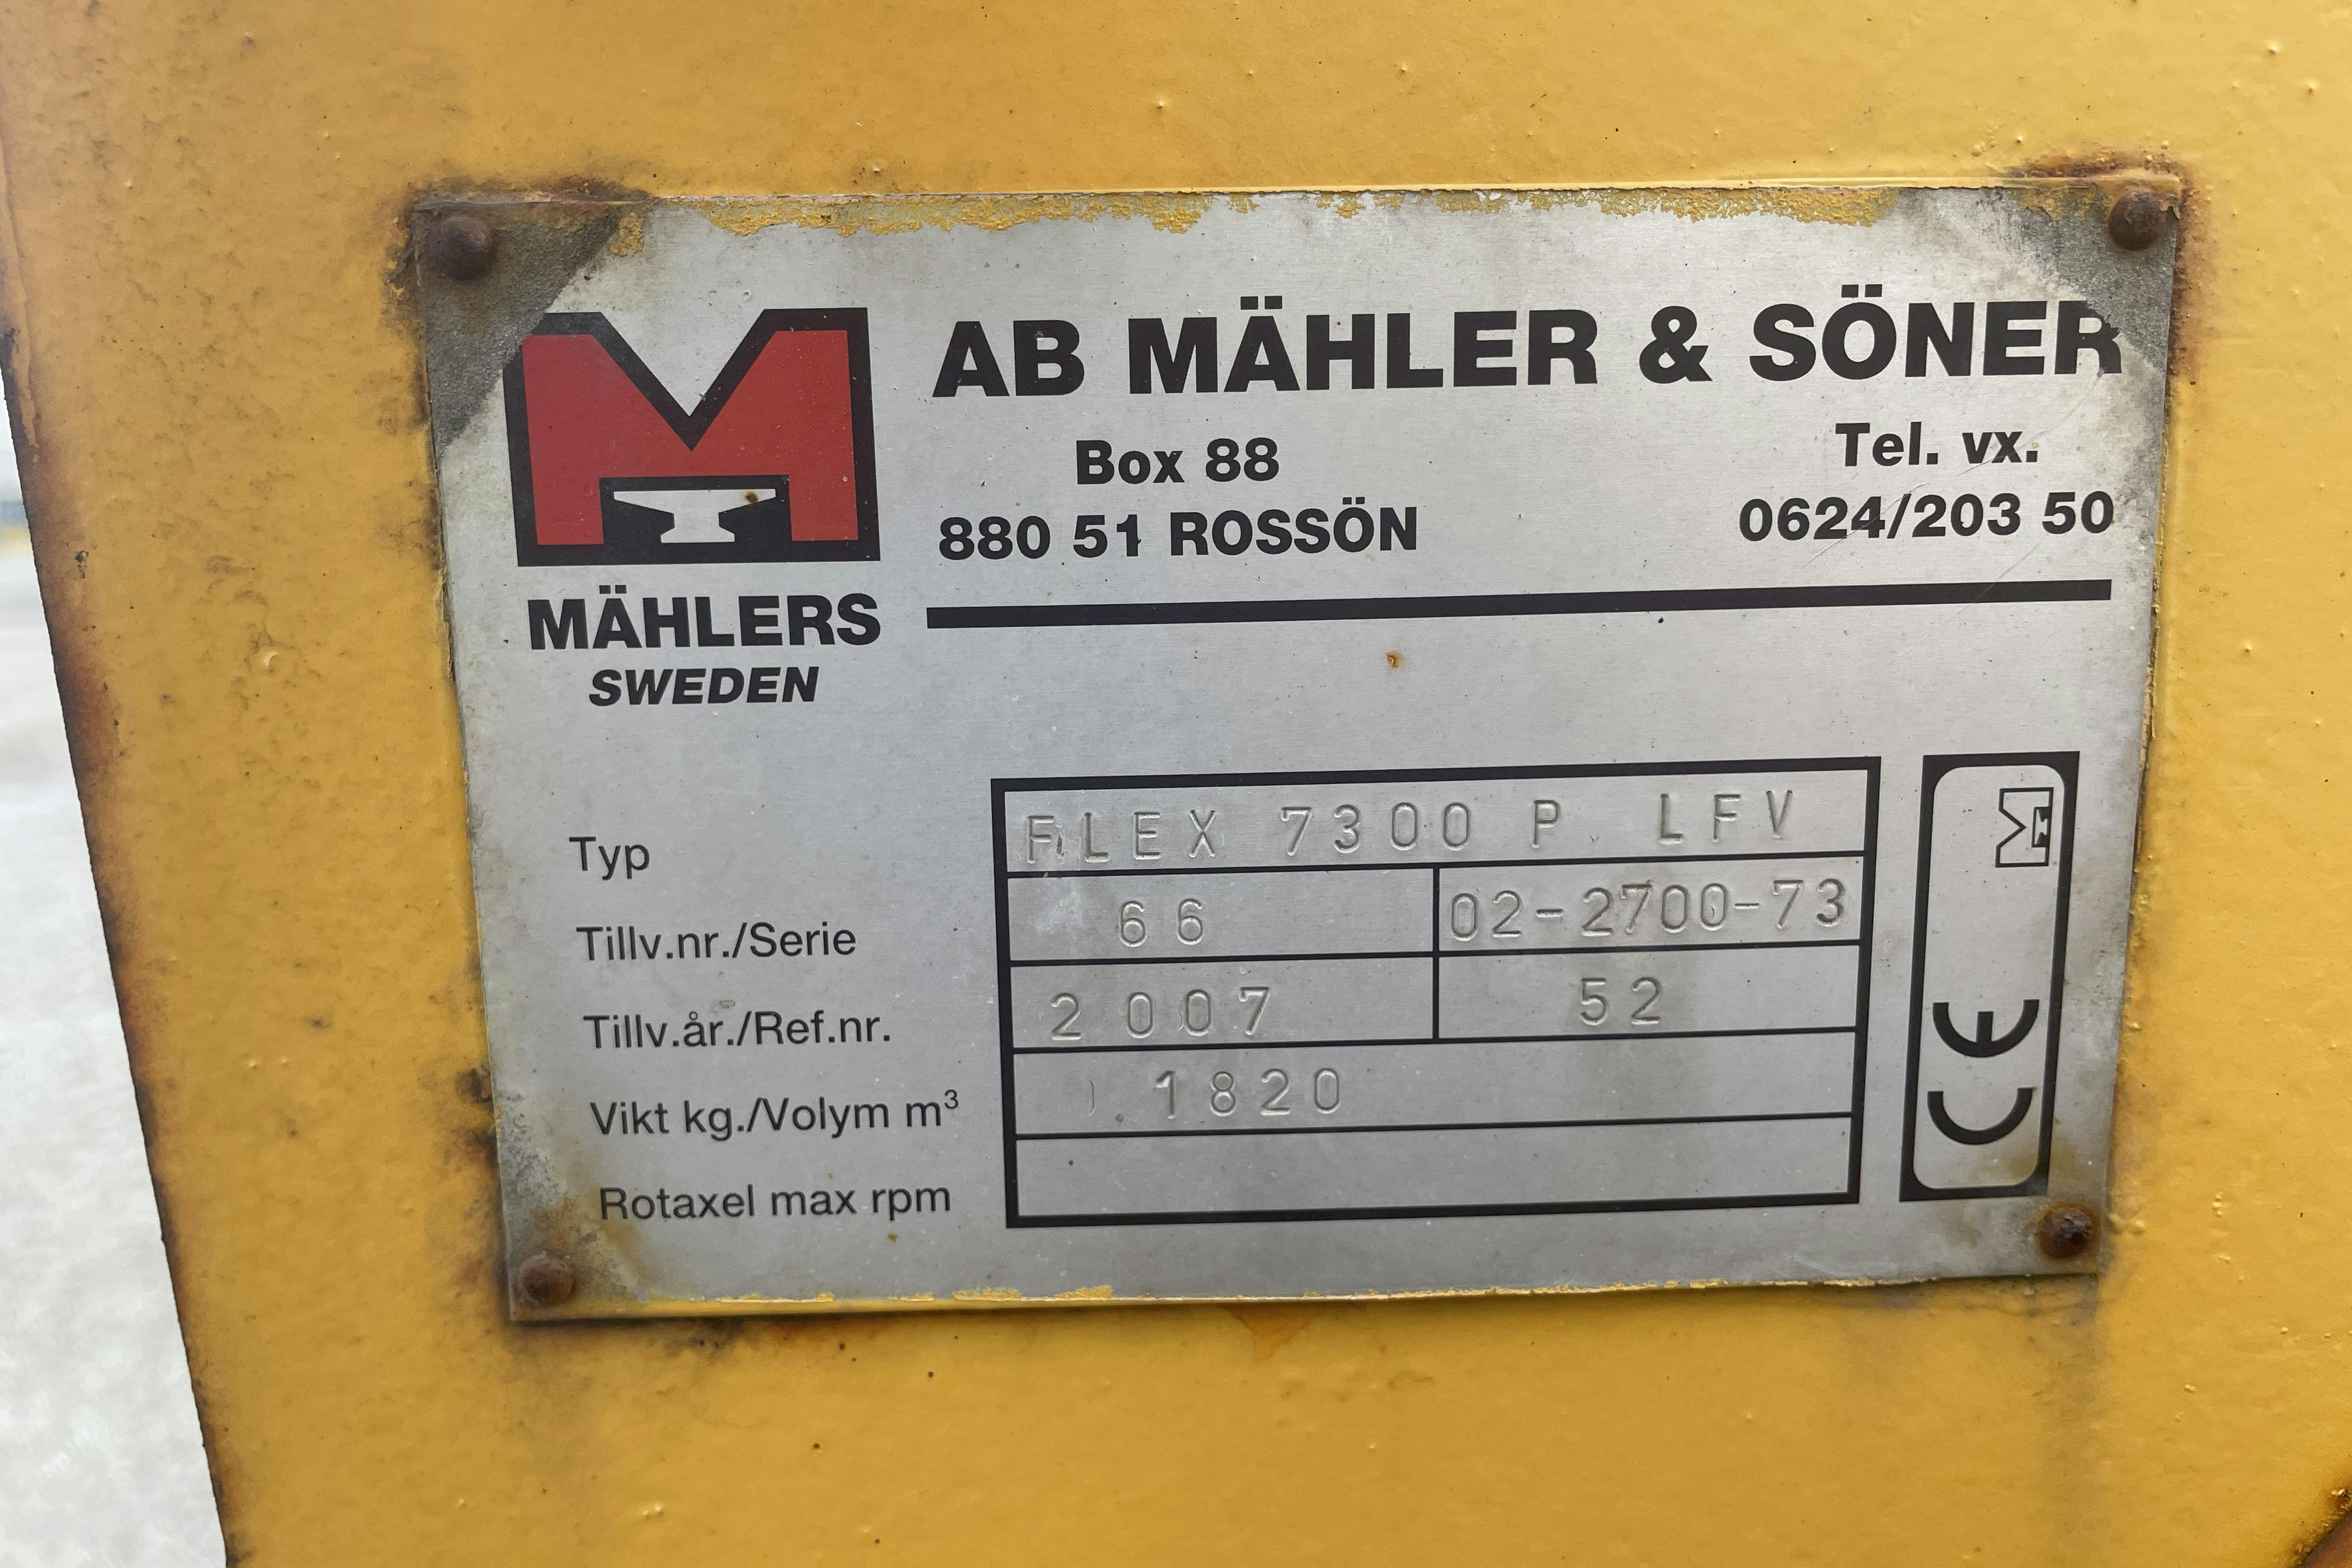 AB MÄHLER & SÖNER
Box 88
Tel. vx.
880 51 ROSSÖN
0624/203 50
MÄHLERS
SWEDEN
Typ FLEX 7300 P LFV
Tillv.nr./Serie 66 02-2700-73
Tillv.år./Ref.nr. 2007 52
Vikt kg./Volym m³ 1820
Rotaxel max rpm
CE